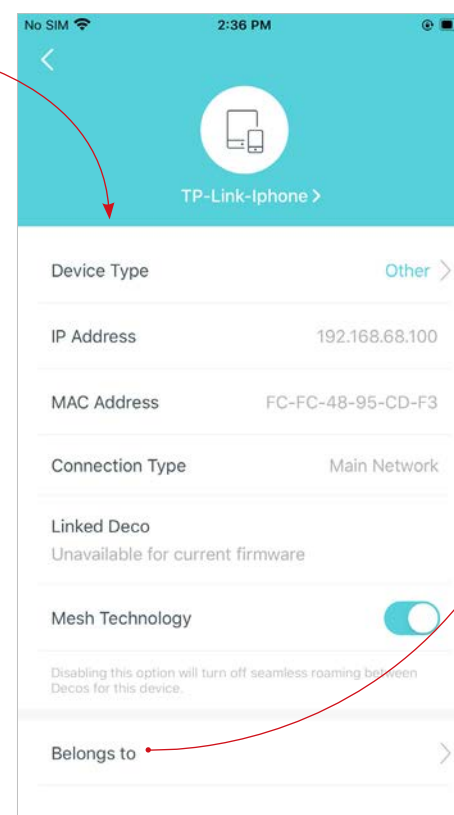 No SIM 2:36 PM
TP-Link-Iphone >
Device Type Other >
IP Address 192.168.68.100
MAC Address FC-FC-48-95-CD-F3
Connection Type Main Network
Linked Deco
Unavailable for current firmware
Mesh Technology
Disabling this option will turn off seamless roaming between
Decos for this device.
Belongs to >